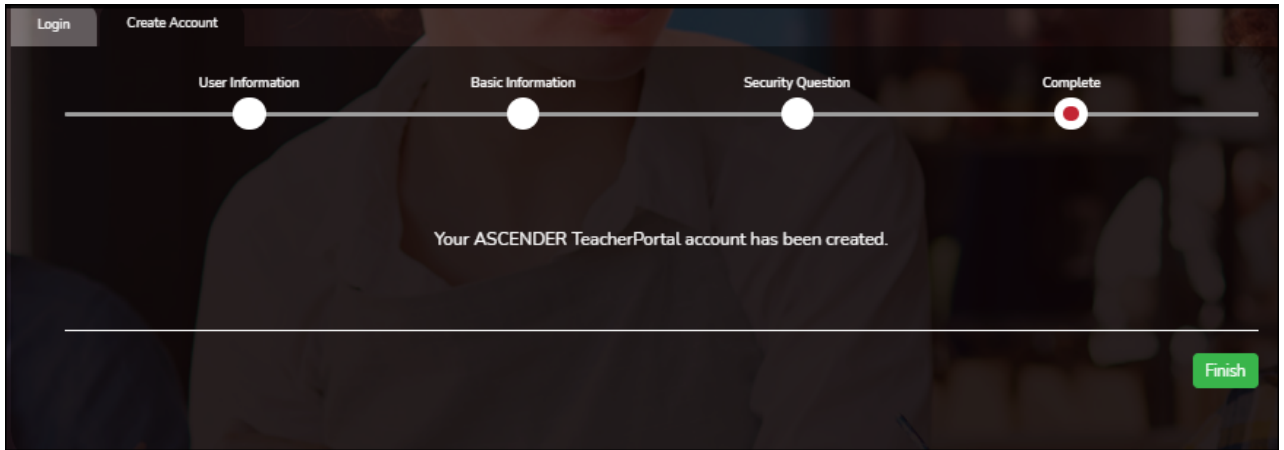 Login Create Account
User Information Basic Information Security Question Complete
Your ASCENDER TeacherPortal account has been created.
Finish